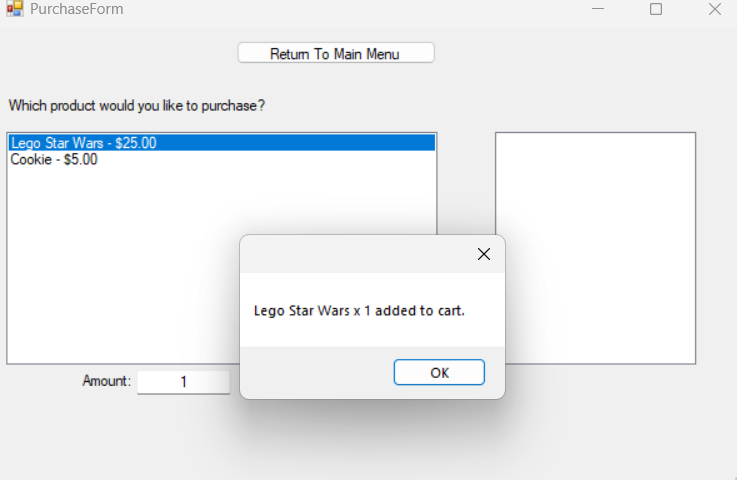 PurchaseForm
Return To Main Menu
Which product would you like to purchase?
Lego Star Wars - $25.00
Cookie - $5.00
Lego Star Wars x 1 added to cart.
OK
Amount: 1